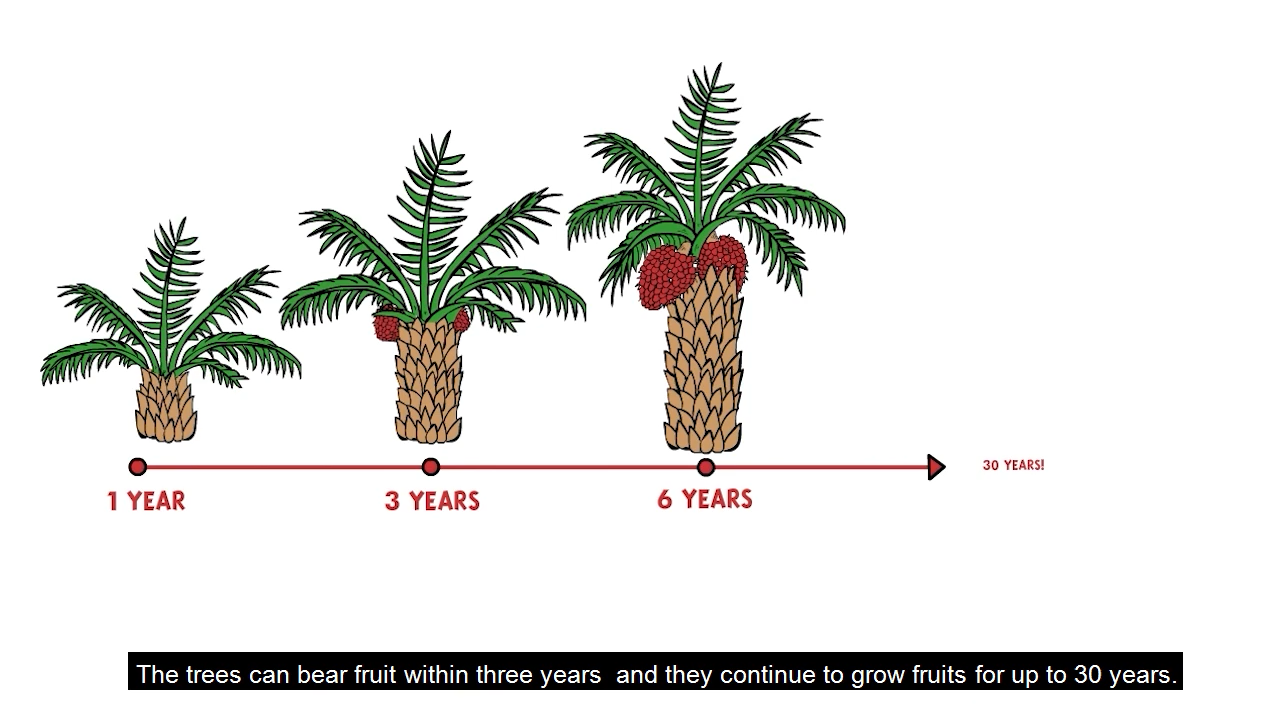 30 YEARS!
1 YEAR
3 YEARS
6 YEARS
The trees can bear fruit within three years  and they continue to grow fruits for up to 30 years.